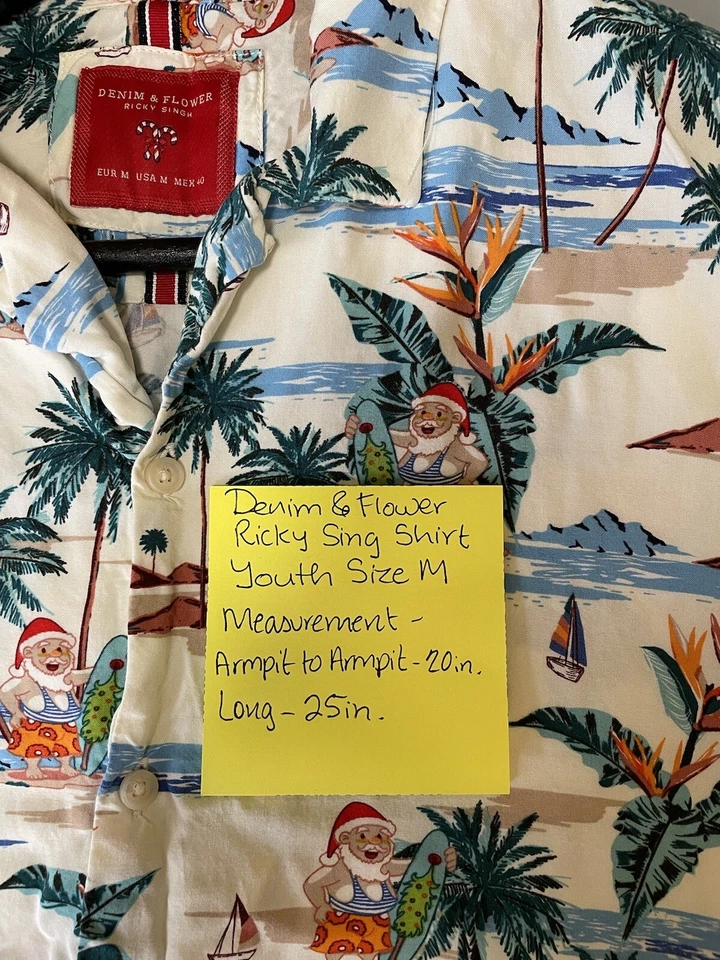 DENIM & FLOWER
RICKY SINGH
EUR M USA M MEX 40
Denim & Flower
Ricky Sing Shirt
Youth Size M
Measurement -
Armpit to Armpit - 20in.
Long - 25in.